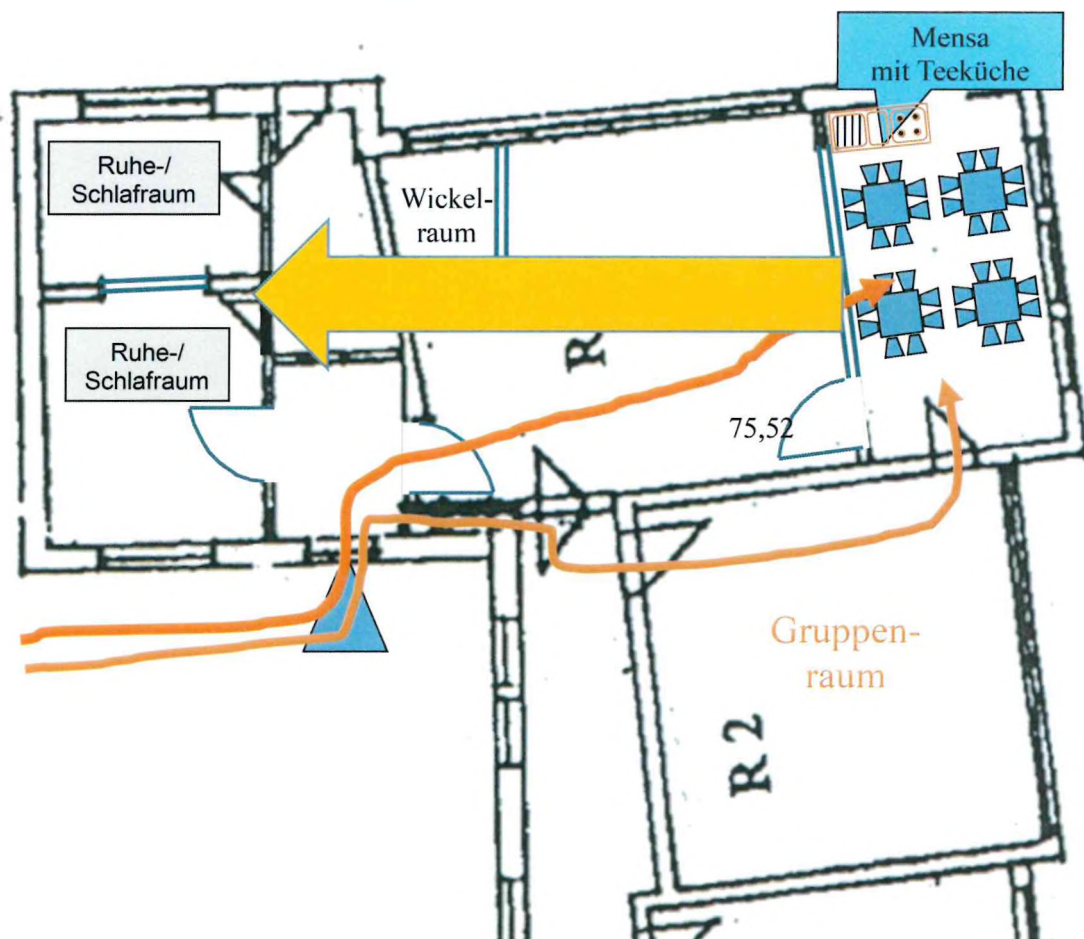 Mensa
mit Teeküche
Ruhe-/
Schlafraum
Wickel-
raum
Ruhe-/
Schlafraum
R
75,52
Gruppen-
raum
R 2